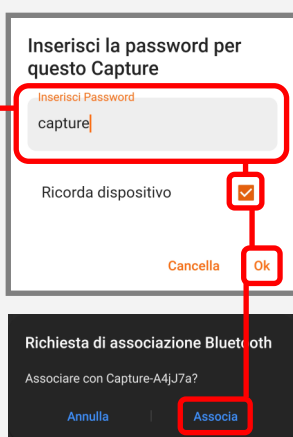 Inserisci la password per
questo Capture
Inserisci Password
capture
Ricorda dispositivo
Cancella Ok
Richiesta di associazione Bluetooth
Associare con Capture-A4jJ7a?
Annulla Associa